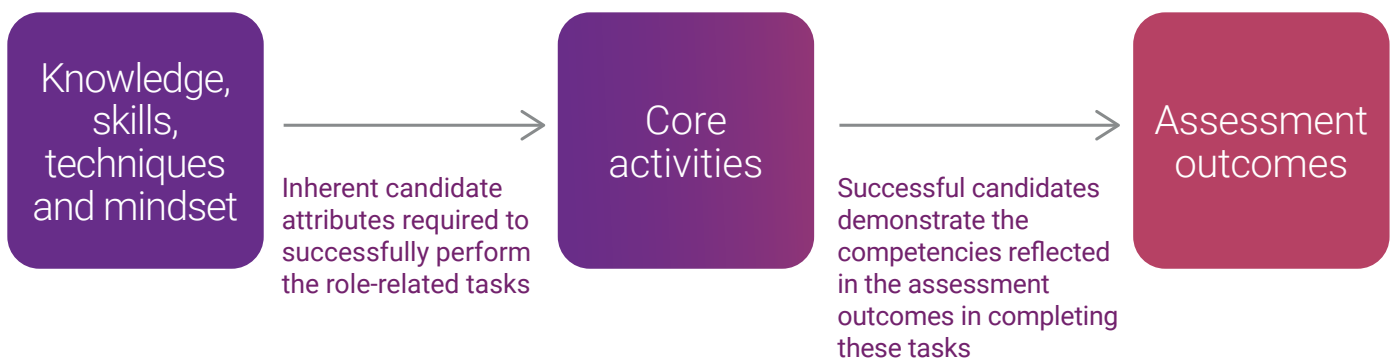 Knowledge,
skills,
techniques
and mindset
Inherent candidate
attributes required to
successfully perform
the role-related tasks
Core
activities
Successful candidates
demonstrate the
competencies reflected
in the assessment
outcomes in completing
these tasks
Assessment
outcomes